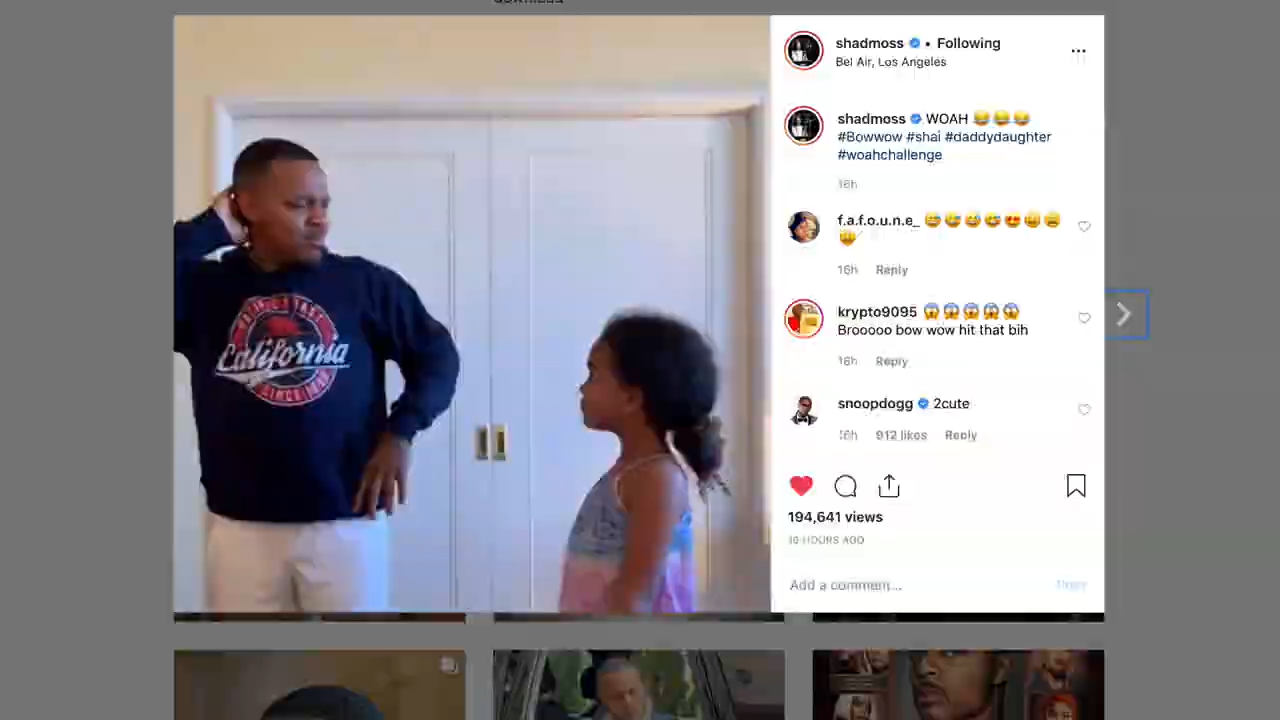 shadmoss • Following
Bel Air, Los Angeles
shadmoss WOAH 😂😂😂
#Bowwow #shai #daddydaughter
#woahchallenge
16h
f.a.f.o.u.n.e_
16h Reply
krypto9095 😱😱😱😱😱
Brooooo bow wow hit that bih
16h Reply
snoopdogg 2cute
16h 912 likes Reply
194,641 views
16 HOURS AGO
Add a comment...
Post
California